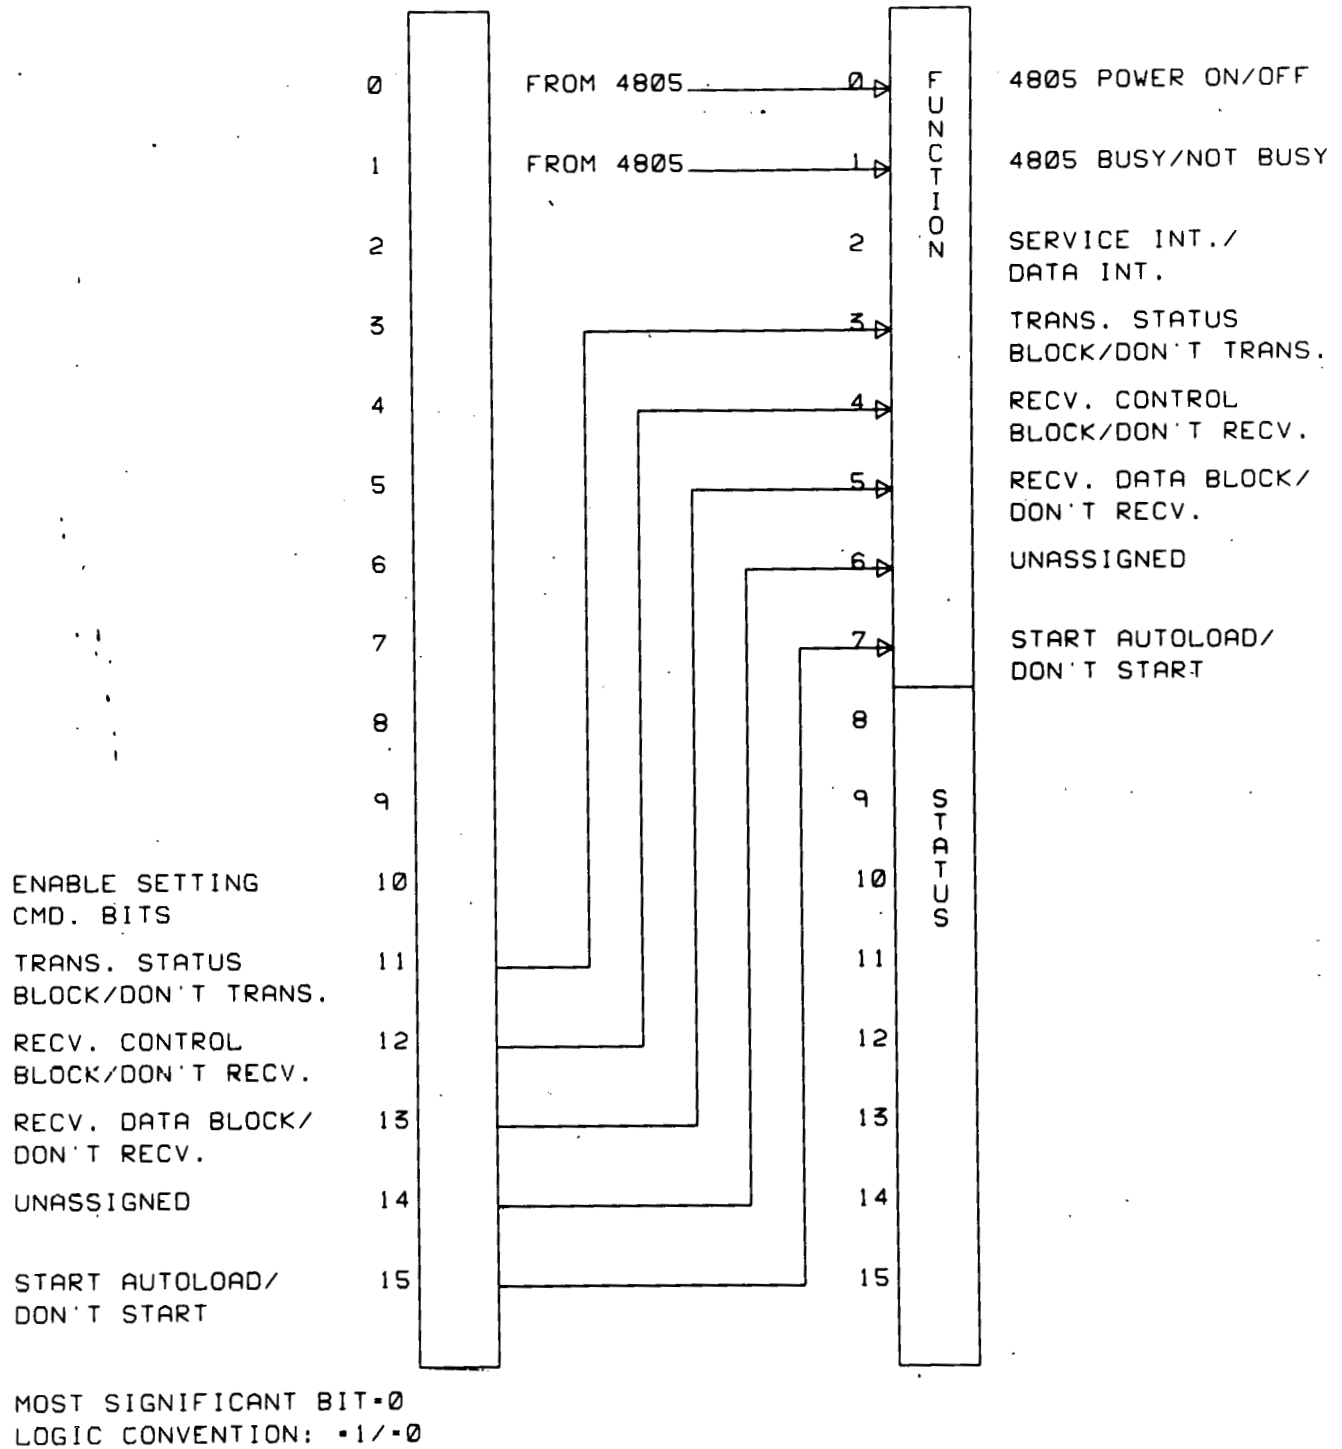 0 FROM 4805 0 4805 POWER ON/OFF
1 FROM 4805 1 4805 BUSY/NOT BUSY
2 2 SERVICE INT./
DATA INT.
3 3 TRANS. STATUS
BLOCK/DON'T TRANS.
4 4 RECV. CONTROL
BLOCK/DON'T RECV.
5 5 RECV. DATA BLOCK/
DON'T RECV.
6 6 UNASSIGNED
7 7 START AUTOLOAD/
DON'T START
FUNCTION
8 8
9 9
STATUS
ENABLE SETTING 10 10
CMD. BITS
TRANS. STATUS 11 11
BLOCK/DON'T TRANS.
RECV. CONTROL 12 12
BLOCK/DON'T RECV.
RECV. DATA BLOCK/ 13 13
DON'T RECV.
UNASSIGNED 14 14
START AUTOLOAD/ 15 15
DON'T START
MOST SIGNIFICANT BIT=0
LOGIC CONVENTION: =1/=0